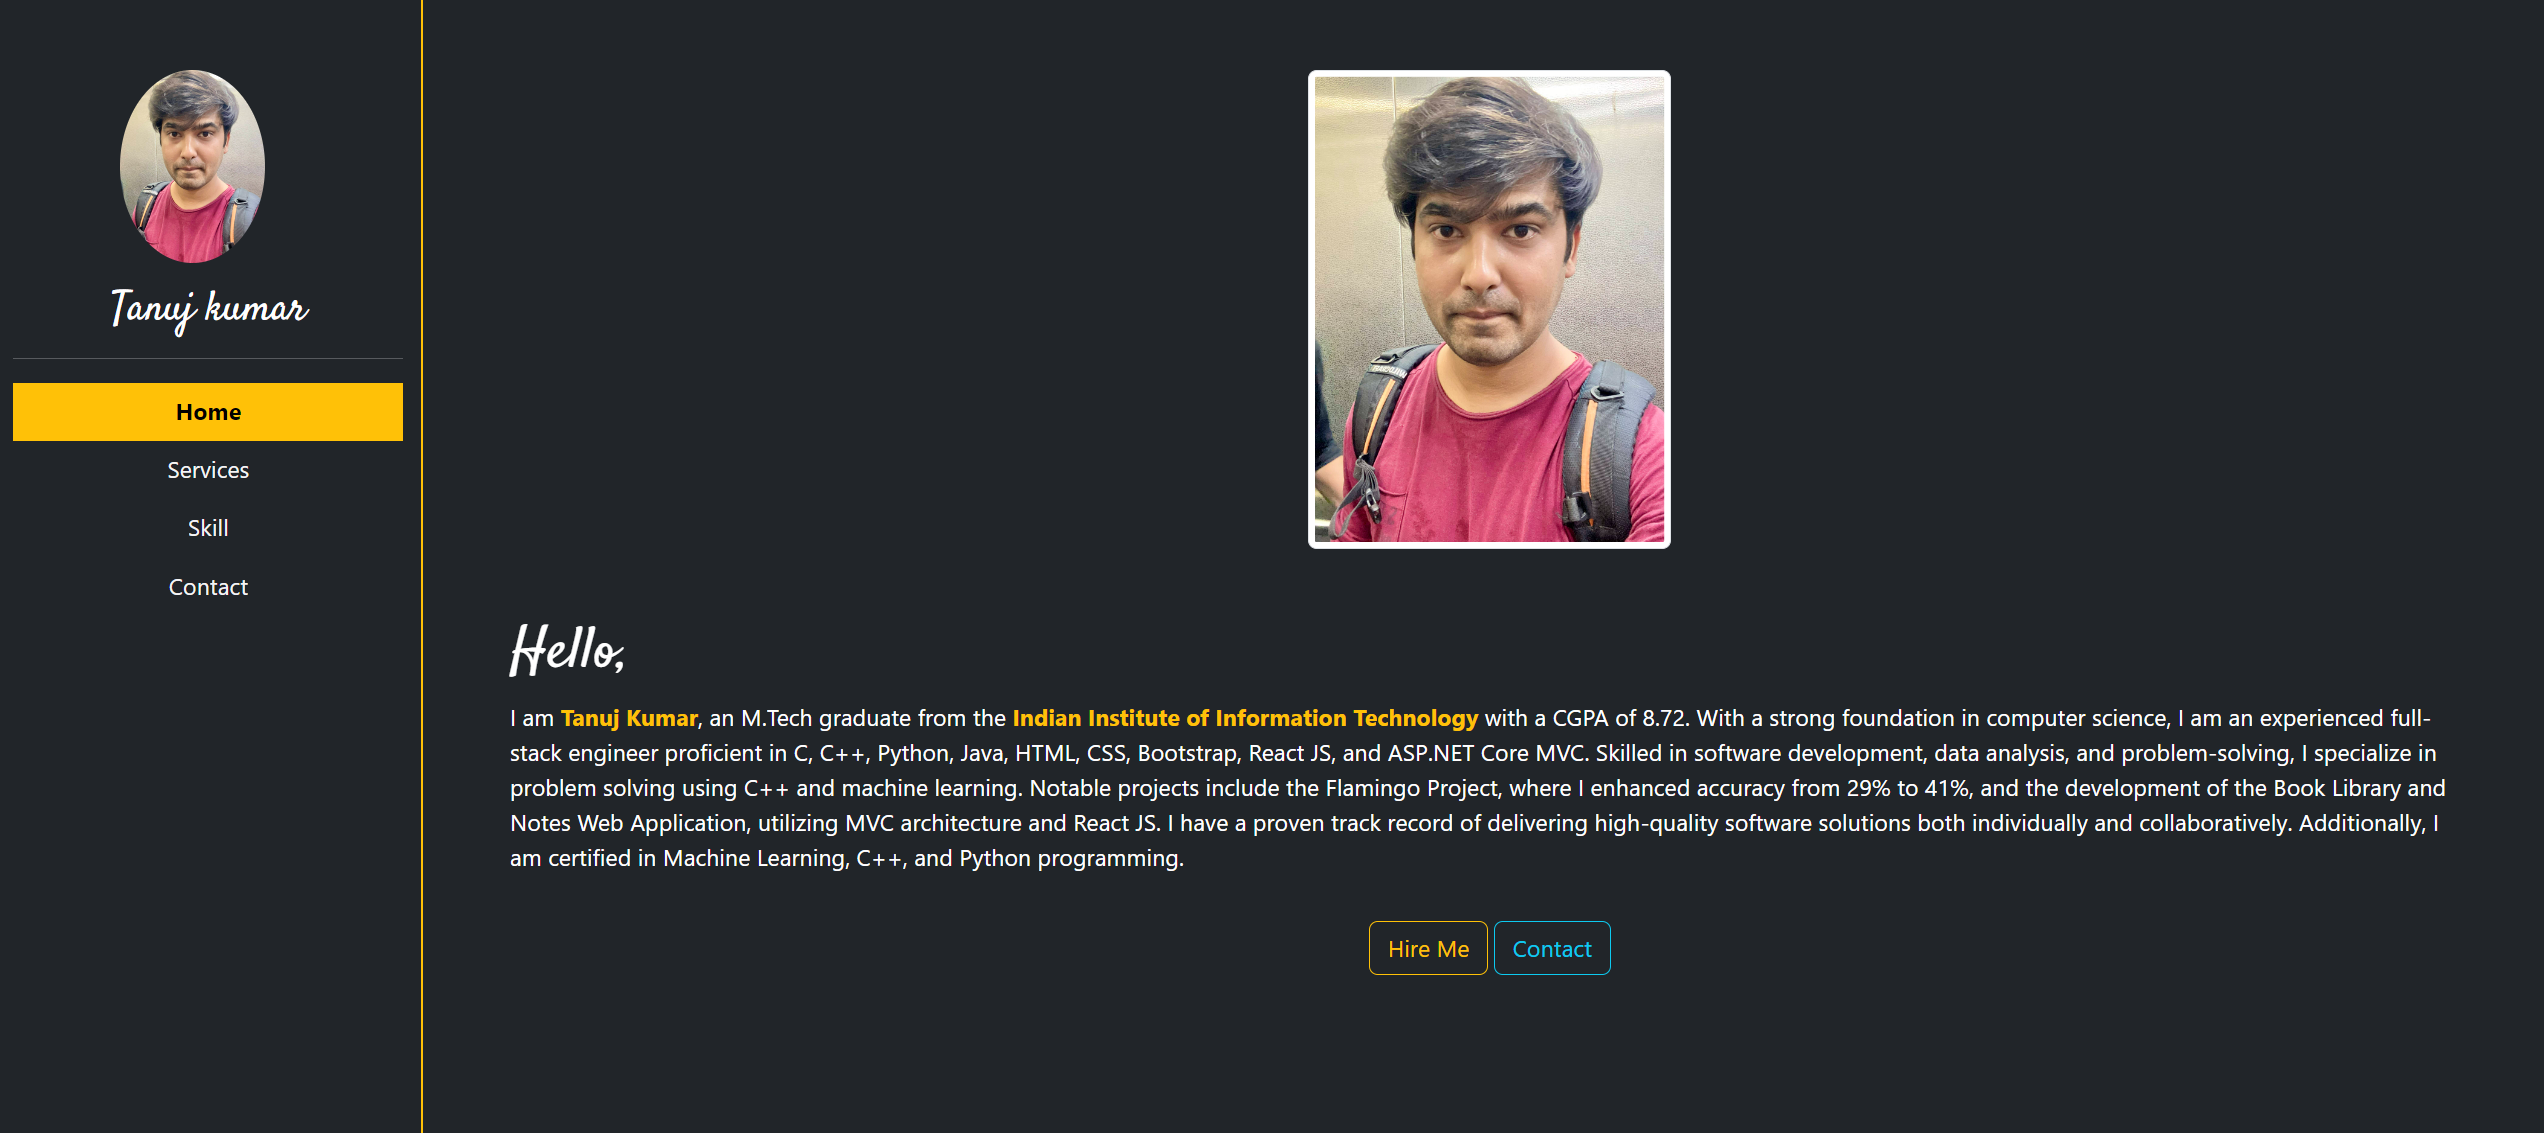 Tanuj kumar
Home
Services
Skill
Contact
Hello,
I am Tanuj Kumar, an M.Tech graduate from the Indian Institute of Information Technology with a CGPA of 8.72. With a strong foundation in computer science, I am an experienced full-
stack engineer proficient in C, C++, Python, Java, HTML, CSS, Bootstrap, React JS, and ASP.NET Core MVC. Skilled in software development, data analysis, and problem-solving, I specialize in
problem solving using C++ and machine learning. Notable projects include the Flamingo Project, where I enhanced accuracy from 29% to 41%, and the development of the Book Library and
Notes Web Application, utilizing MVC architecture and React JS. I have a proven track record of delivering high-quality software solutions both individually and collaboratively. Additionally, I
am certified in Machine Learning, C++, and Python programming.
Hire Me
Contact